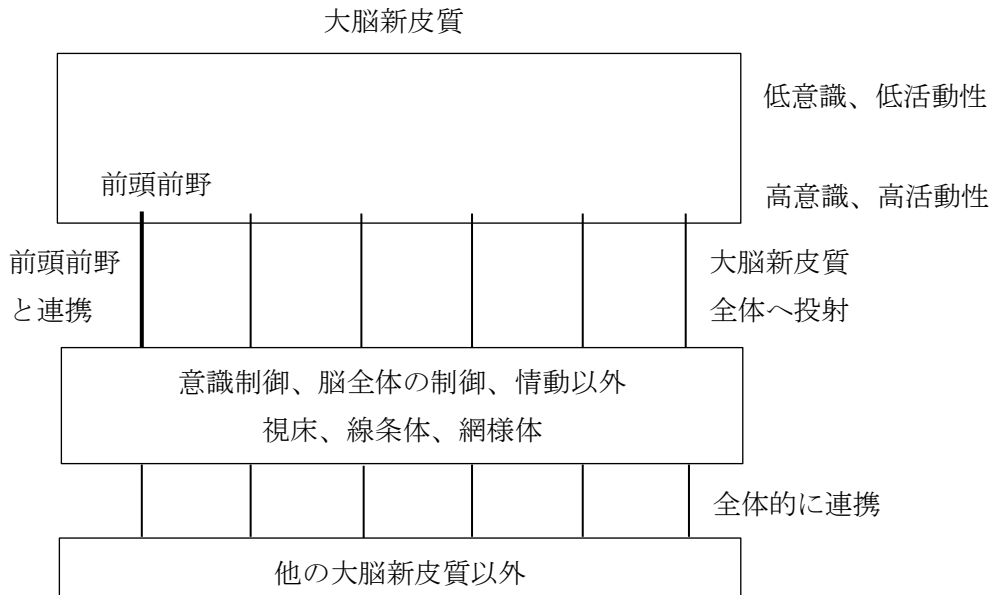 大脳新皮質
低意識、低活動性
前頭前野
高意識、高活動性
前頭前野
と連携
大脳新皮質
全体へ投射
意識制御、脳全体の制御、情動以外
視床、線条体、網様体
全体的に連携
他の大脳新皮質以外